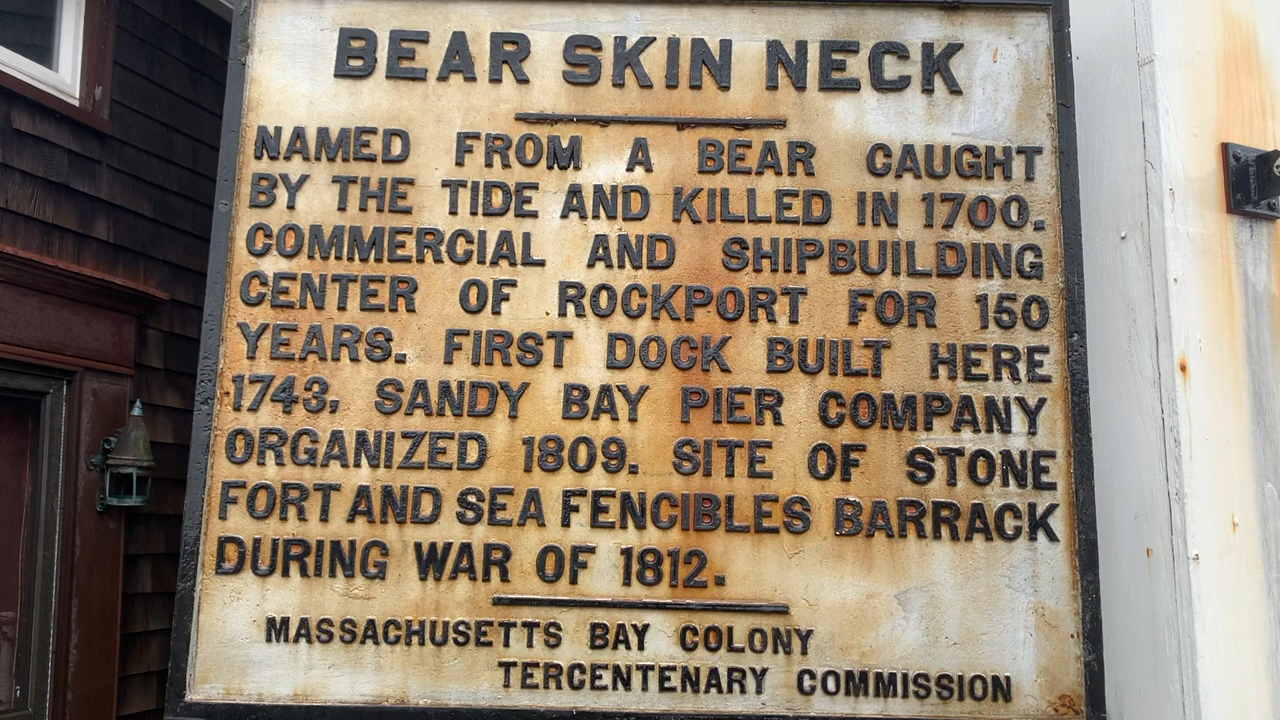 BEAR SKIN NECK
NAMED FROM A BEAR CAUGHT
BY THE TIDE AND KILLED IN 1700.
COMMERCIAL AND SHIPBUILDING
CENTER OF ROCKPORT FOR 150
YEARS. FIRST DOCK BUILT HERE
1743, SANDY BAY PIER COMPANY
ORGANIZED 1809. SITE OF STONE
FORT AND SEA FENCIBLES BARRACK
DURING WAR OF 1812.
MASSACHUSETTS BAY COLONY
TERCENTENARY COMMISSION